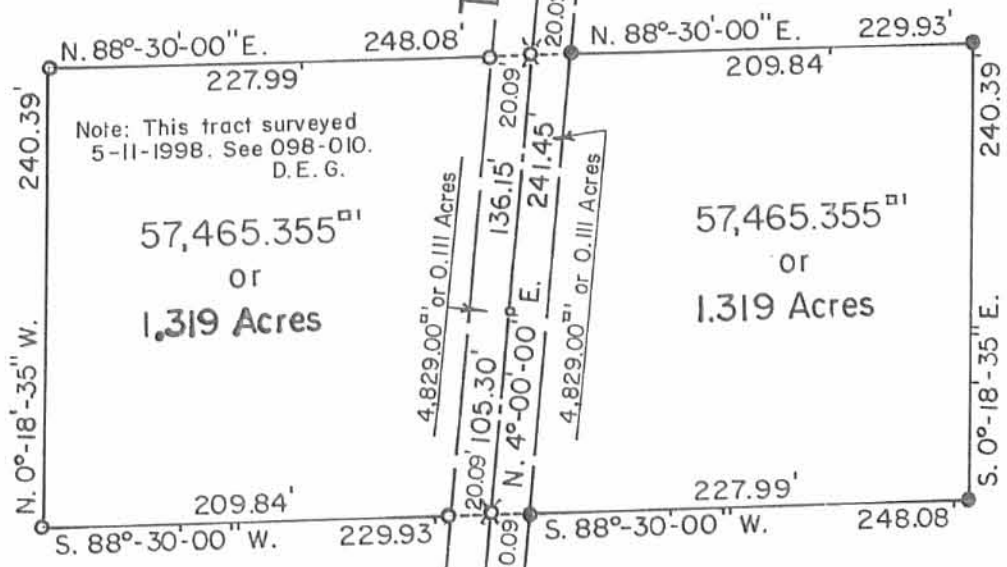 N. 88°-30'-00" E.
248.08'
227.99'
240.39'
Note: This tract surveyed
5-11-1998. See 098-010.
D. E. G.
57,465.355□'
or
1.319 Acres
N. 0°-18'-35" W.
209.84'
S. 88°-30'-00" W.
229.93'
4,829.00□' or 0.111 Acres
20.09'
136.15'
105.30'
20.09'
241.45'
N. 4°-00'-00" E.
4,829.00□' or 0.111 Acres
N. 88°-30'-00" E.
229.93'
209.84'
240.39'
57,465.355□'
or
1.319 Acres
S. 0°-18'-35" E.
227.99'
S. 88°-30'-00" W.
248.08'